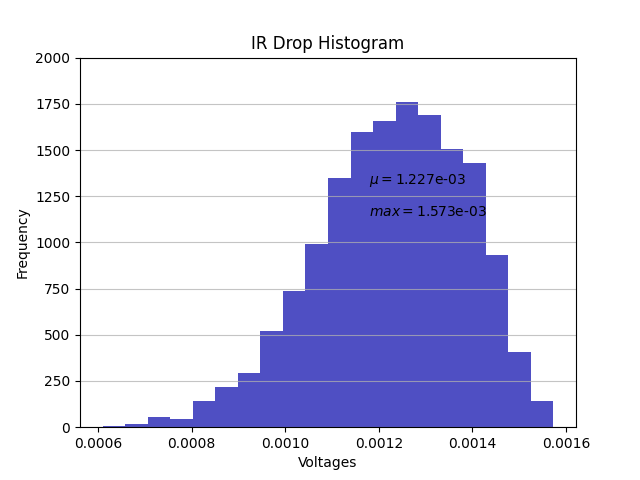 IR Drop Histogram
2000
1750
1500
1250
1000
750
500
250
0
Frequency
μ = 1.227e-03
max = 1.573e-03
0.0006 0.0008 0.0010 0.0012 0.0014 0.0016
Voltages